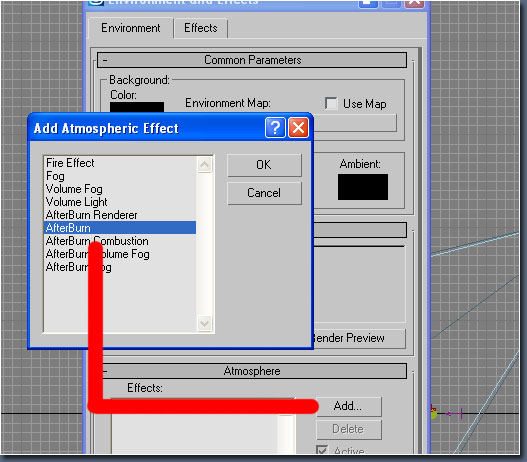 Environment and Effects
Environment
Effects
Common Parameters
Background:
Color:
Environment Map:
Use Map
Add Atmospheric Effect
Fire Effect
Fog
Volume Fog
Volume Light
AfterBurn Renderer
AfterBurn
AfterBurn Combustion
AfterBurn Volume Fog
AfterBurn Fog
OK
Cancel
Ambient:
Render Preview
Atmosphere
Effects:
Add...
Delete
Active